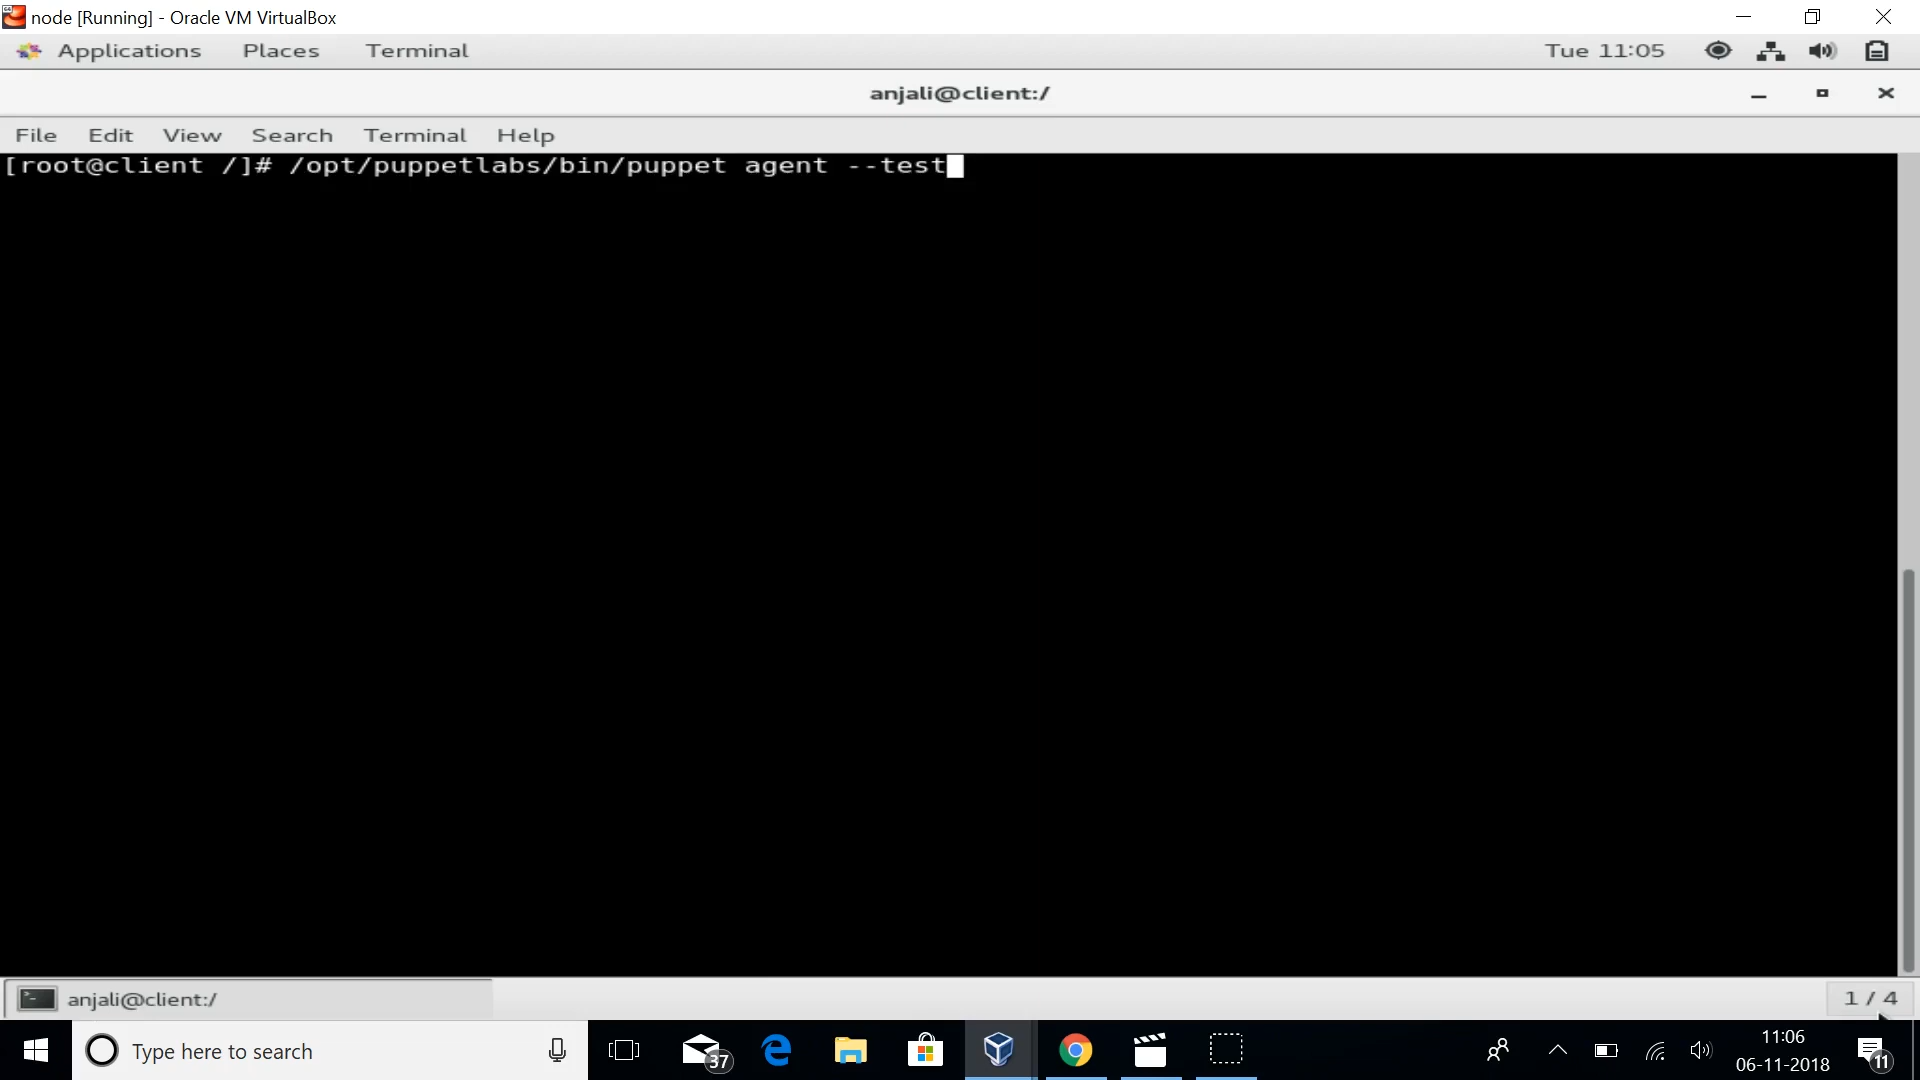 node [Running] - Oracle VM VirtualBox
Applications Places Terminal Tue 11:05
anjali@client:/
File Edit View Search Terminal Help
[root@client /]# /opt/puppetlabs/bin/puppet agent --test
anjali@client:/ 1 / 4
Type here to search 37 11:06 11
06-11-2018